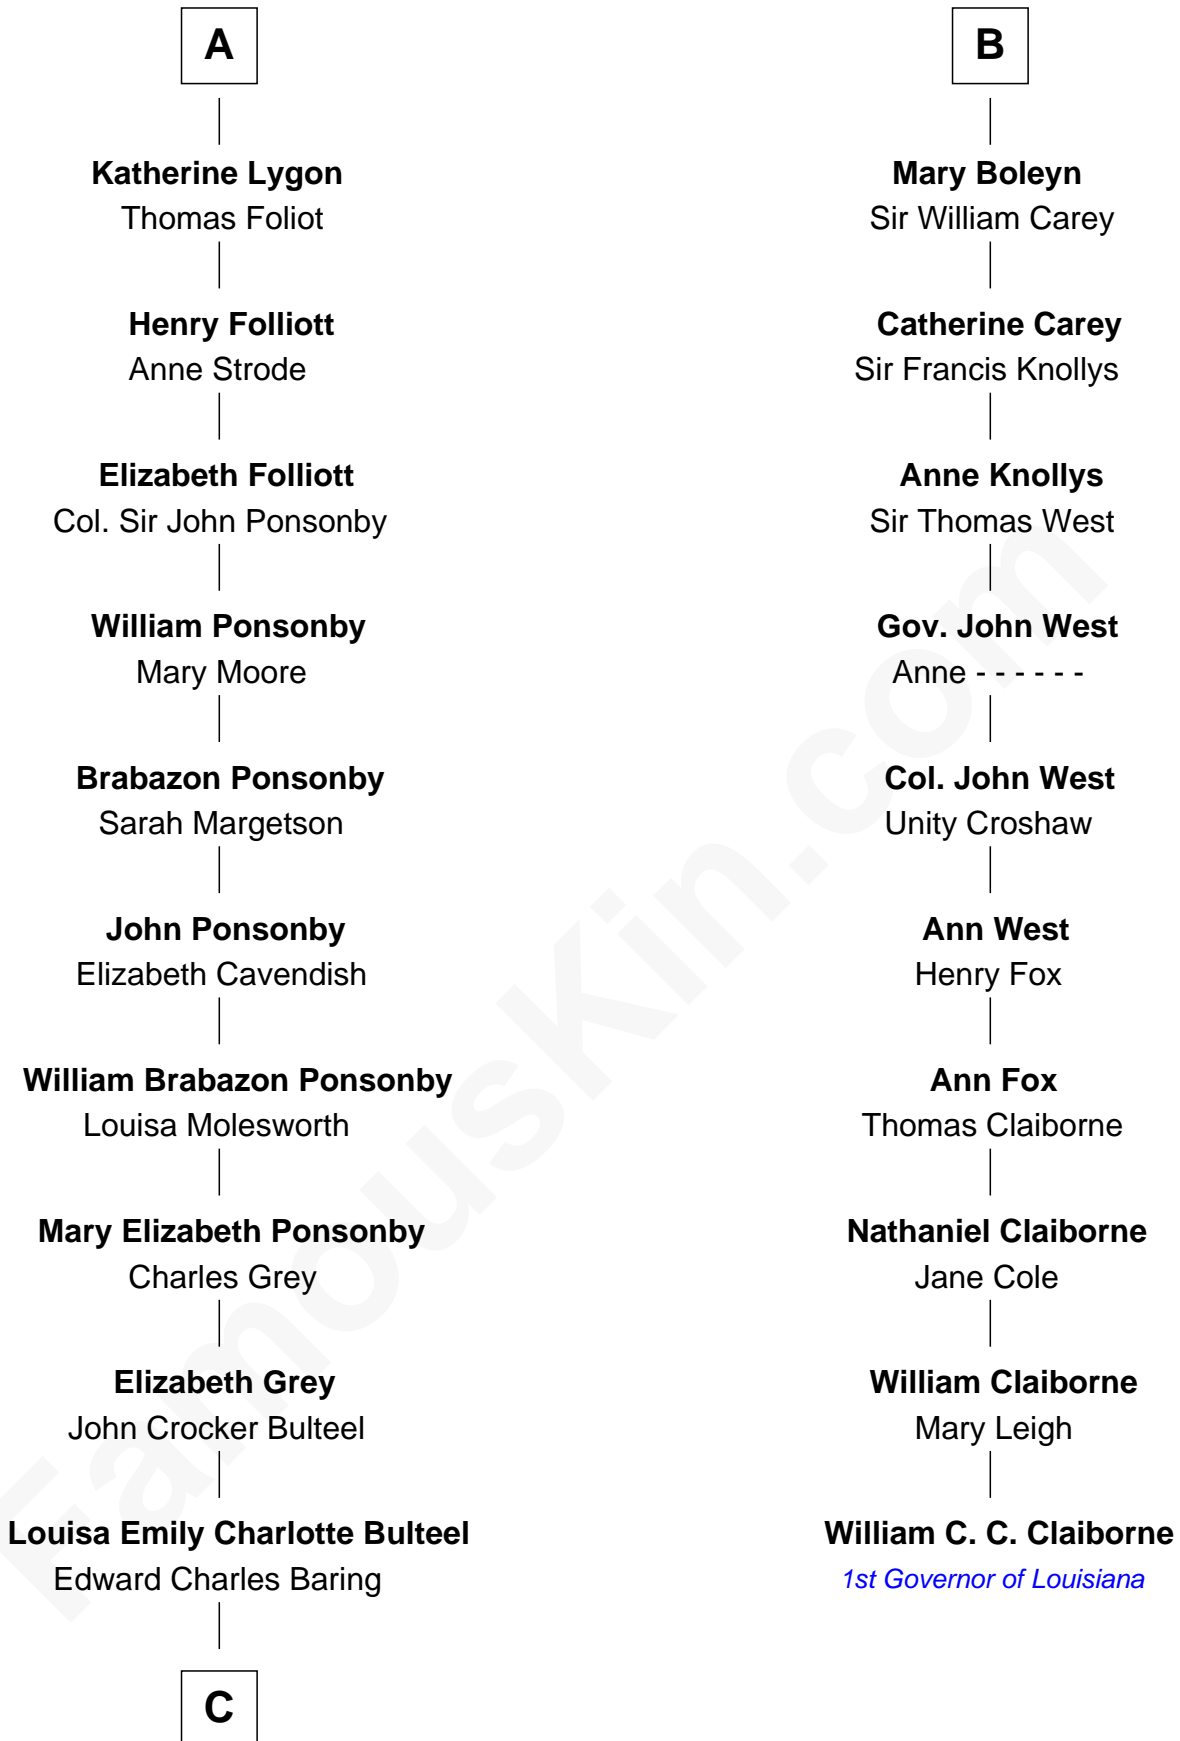 A
Katherine Lygon
Thomas Foliot
Henry Folliott
Anne Strode
Elizabeth Folliott
Col. Sir John Ponsonby
William Ponsonby
Mary Moore
Brabazon Ponsonby
Sarah Margetson
John Ponsonby
Elizabeth Cavendish
William Brabazon Ponsonby
Louisa Molesworth
Mary Elizabeth Ponsonby
Charles Grey
Elizabeth Grey
John Crocker Bulteel
Louisa Emily Charlotte Bulteel
Edward Charles Baring
C
B
Mary Boleyn
Sir William Carey
Catherine Carey
Sir Francis Knollys
Anne Knollys
Sir Thomas West
Gov. John West
Anne - - - - - -
Col. John West
Unity Croshaw
Ann West
Henry Fox
Ann Fox
Thomas Claiborne
Nathaniel Claiborne
Jane Cole
William Claiborne
Mary Leigh
William C. C. Claiborne
1st Governor of Louisiana
FamousKin.com